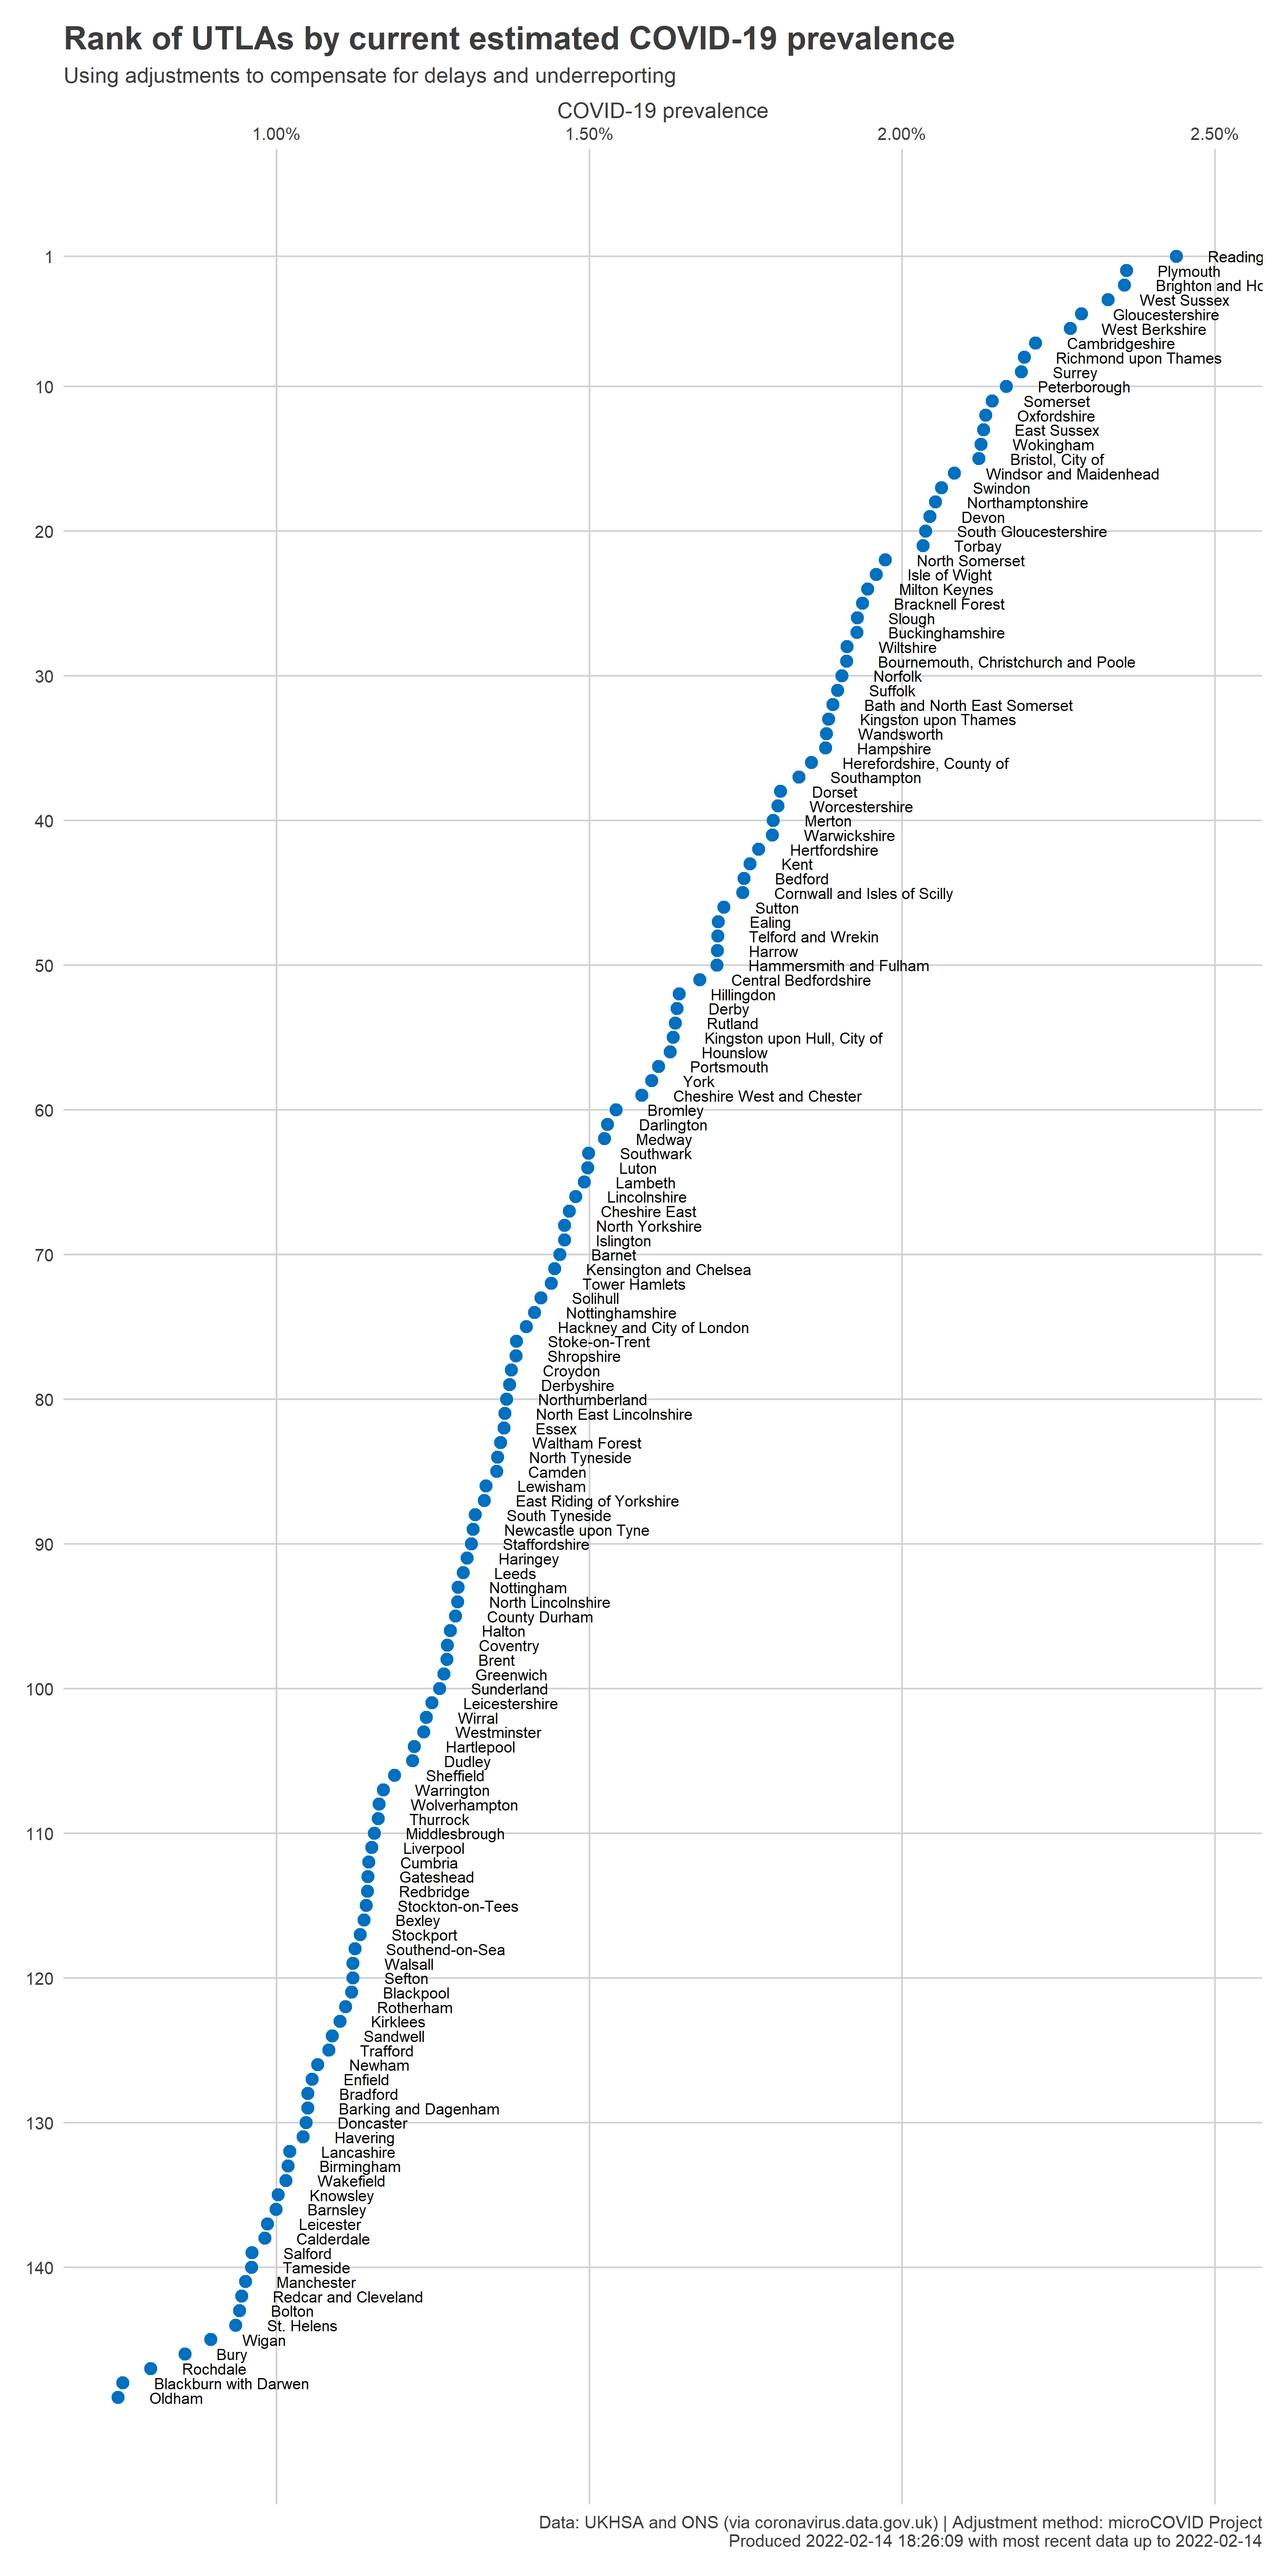 Rank of UTLAs by current estimated COVID-19 prevalence
Using adjustments to compensate for delays and underreporting
COVID-19 prevalence
1.00% 1.50% 2.00% 2.50%
1 Reading
Plymouth
Brighton and Ho
West Sussex
Gloucestershire
West Berkshire
Cambridgeshire
Richmond upon Thames
Surrey
10 Peterborough
Somerset
Oxfordshire
East Sussex
Wokingham
Bristol, City of
Windsor and Maidenhead
Swindon
Northamptonshire
Devon
20 South Gloucestershire
Torbay
North Somerset
Isle of Wight
Milton Keynes
Bracknell Forest
Slough
Buckinghamshire
Wiltshire
Bournemouth, Christchurch and Poole
30 Norfolk
Suffolk
Bath and North East Somerset
Kingston upon Thames
Wandsworth
Hampshire
Herefordshire, County of
Southampton
Dorset
Worcestershire
40 Merton
Warwickshire
Hertfordshire
Kent
Bedford
Cornwall and Isles of Scilly
Sutton
Ealing
Telford and Wrekin
Harrow
50 Hammersmith and Fulham
Central Bedfordshire
Hillingdon
Derby
Rutland
Kingston upon Hull, City of
Hounslow
Portsmouth
York
Cheshire West and Chester
60 Bromley
Darlington
Medway
Southwark
Luton
Lambeth
Lincolnshire
Cheshire East
North Yorkshire
Islington
70 Barnet
Kensington and Chelsea
Tower Hamlets
Solihull
Nottinghamshire
Hackney and City of London
Stoke-on-Trent
Shropshire
Croydon
Derbyshire
80 Northumberland
North East Lincolnshire
Essex
Waltham Forest
North Tyneside
Camden
Lewisham
East Riding of Yorkshire
South Tyneside
Newcastle upon Tyne
90 Staffordshire
Haringey
Leeds
Nottingham
North Lincolnshire
County Durham
Halton
Coventry
Brent
Greenwich
100 Sunderland
Leicestershire
Wirral
Westminster
Hartlepool
Dudley
Sheffield
Warrington
Wolverhampton
Thurrock
110 Middlesbrough
Liverpool
Cumbria
Gateshead
Redbridge
Stockton-on-Tees
Bexley
Stockport
Southend-on-Sea
Walsall
120 Sefton
Blackpool
Rotherham
Kirklees
Sandwell
Trafford
Newham
Enfield
Bradford
Barking and Dagenham
130 Doncaster
Havering
Lancashire
Birmingham
Wakefield
Knowsley
Barnsley
Leicester
Calderdale
Salford
140 Tameside
Manchester
Redcar and Cleveland
Bolton
St. Helens
Wigan
Bury
Rochdale
Blackburn with Darwen
Oldham
Data: UKHSA and ONS (via coronavirus.data.gov.uk) | Adjustment method: microCOVID Project
Produced 2022-02-14 18:26:09 with most recent data up to 2022-02-14